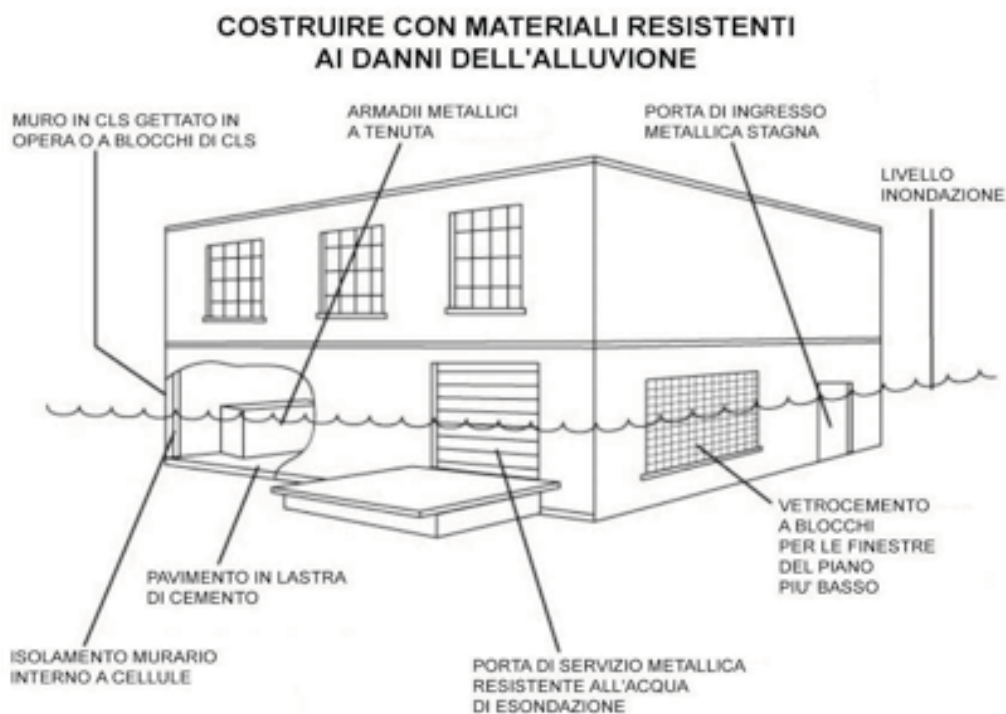 COSTRUIRE CON MATERIALI RESISTENTI
AI DANNI DELL'ALLUVIONE
MURO IN CLS GETTATO IN
OPERA O A BLOCCHI DI CLS
ARMADII METALLICI
A TENUTA
PORTA DI INGRESSO
METALLICA STAGNA
LIVELLO
INONDAZIONE
VETROCEMENTO
A BLOCCHI
PER LE FINESTRE
DEL PIANO
PIU' BASSO
PAVIMENTO IN LASTRA
DI CEMENTO
ISOLAMENTO MURARIO
INTERNO A CELLULE
PORTA DI SERVIZIO METALLICA
RESISTENTE ALL'ACQUA
DI ESONDAZIONE